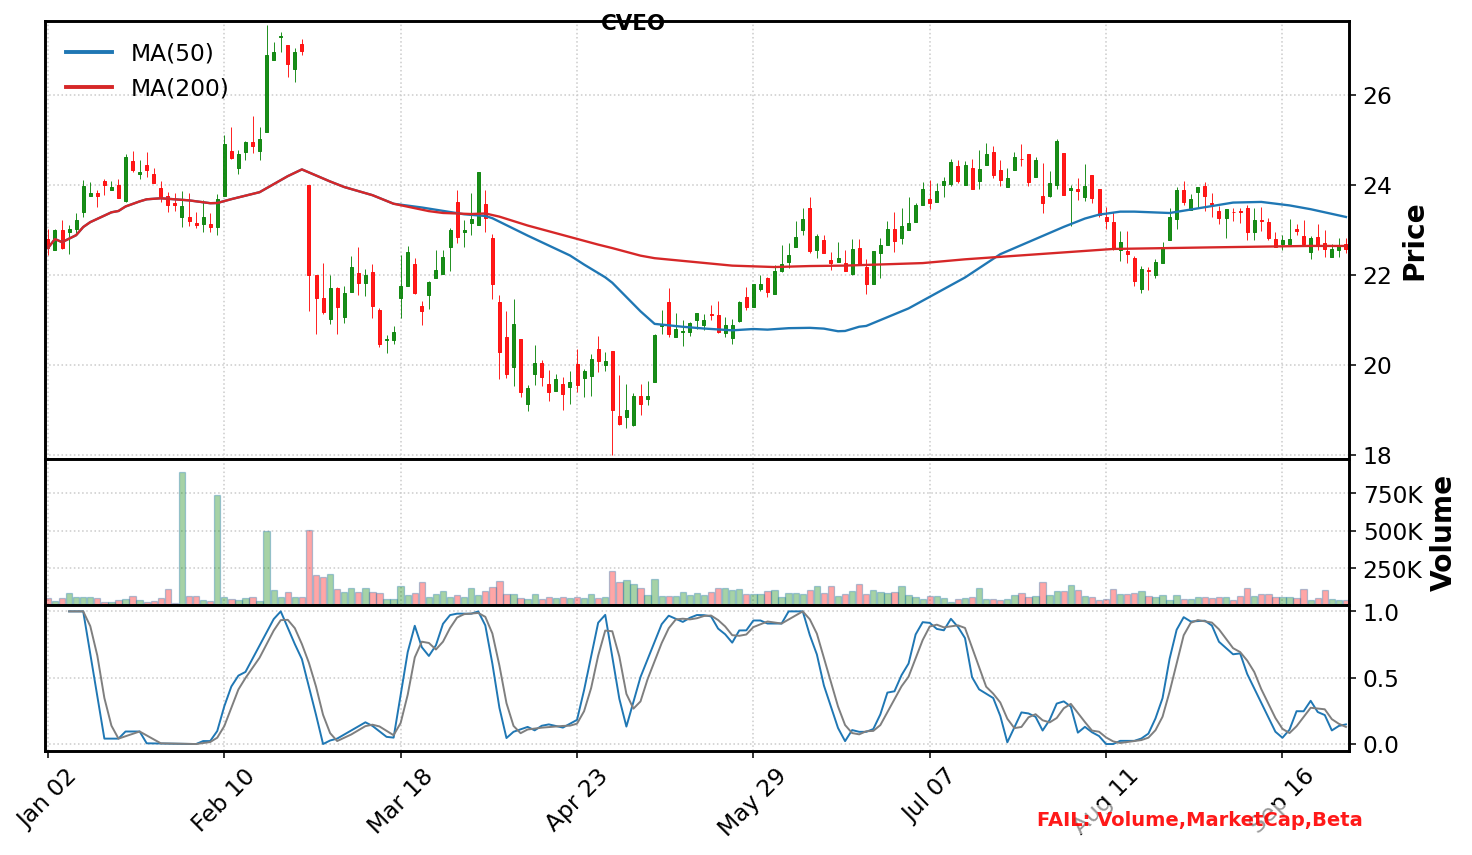 CVEO
MA(50)
MA(200)
26
24
22
20
18
Price
750K
500K
250K
Volume
1.0
0.5
0.0
Jan 02
Feb 10
Mar 18
Apr 23
May 29
Jul 07
Aug 11
Sep 16
FAIL: Volume,MarketCap,Beta